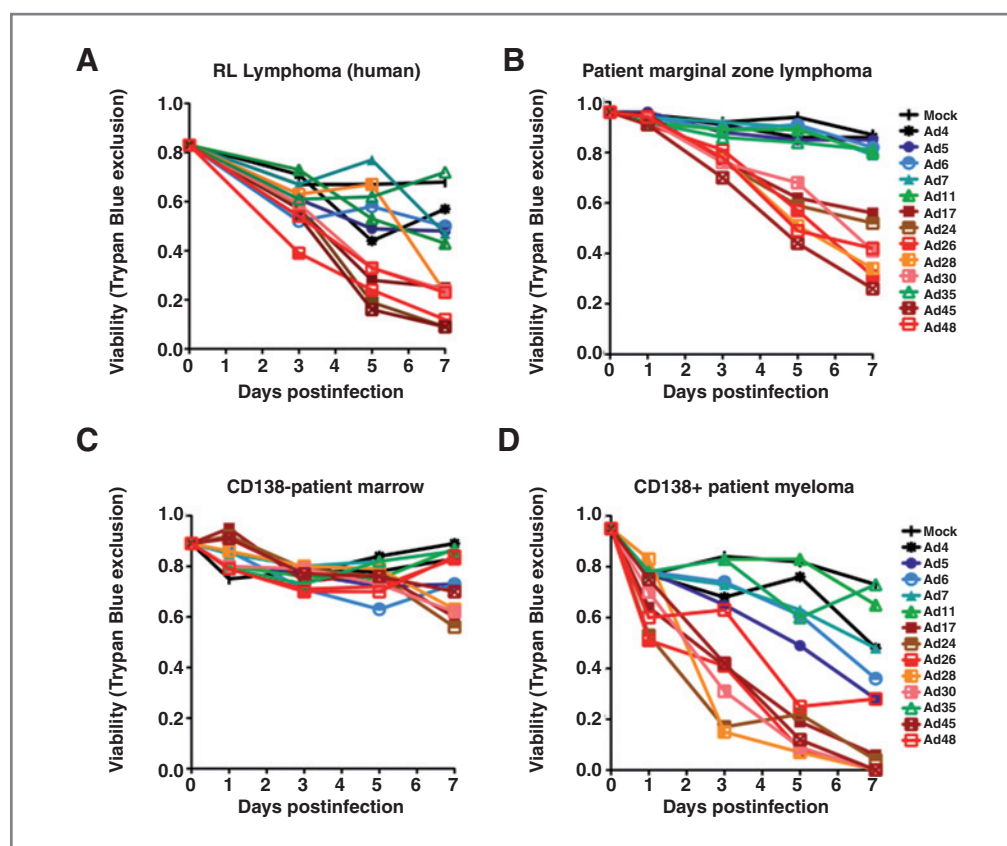 A
RL Lymphoma (human)
Viability (Trypan Blue exclusion)
1.0
0.8
0.6
0.4
0.2
0.0
0 1 2 3 4 5 6 7
Days postinfection
B
Patient marginal zone lymphoma
Viability (Trypan Blue exclusion)
1.0
0.8
0.6
0.4
0.2
0.0
0 1 2 3 4 5 6 7
Days postinfection
Mock
Ad4
Ad5
Ad6
Ad7
Ad11
Ad17
Ad24
Ad26
Ad28
Ad30
Ad35
Ad45
Ad48
C
CD138-patient marrow
Viability (Trypan Blue exclusion)
1.0
0.8
0.6
0.4
0.2
0.0
0 1 2 3 4 5 6 7
Days postinfection
D
CD138+ patient myeloma
Viability (Trypan Blue exclusion)
1.0
0.8
0.6
0.4
0.2
0.0
0 1 2 3 4 5 6 7
Days postinfection
Mock
Ad4
Ad5
Ad6
Ad7
Ad11
Ad17
Ad24
Ad26
Ad28
Ad30
Ad35
Ad45
Ad48